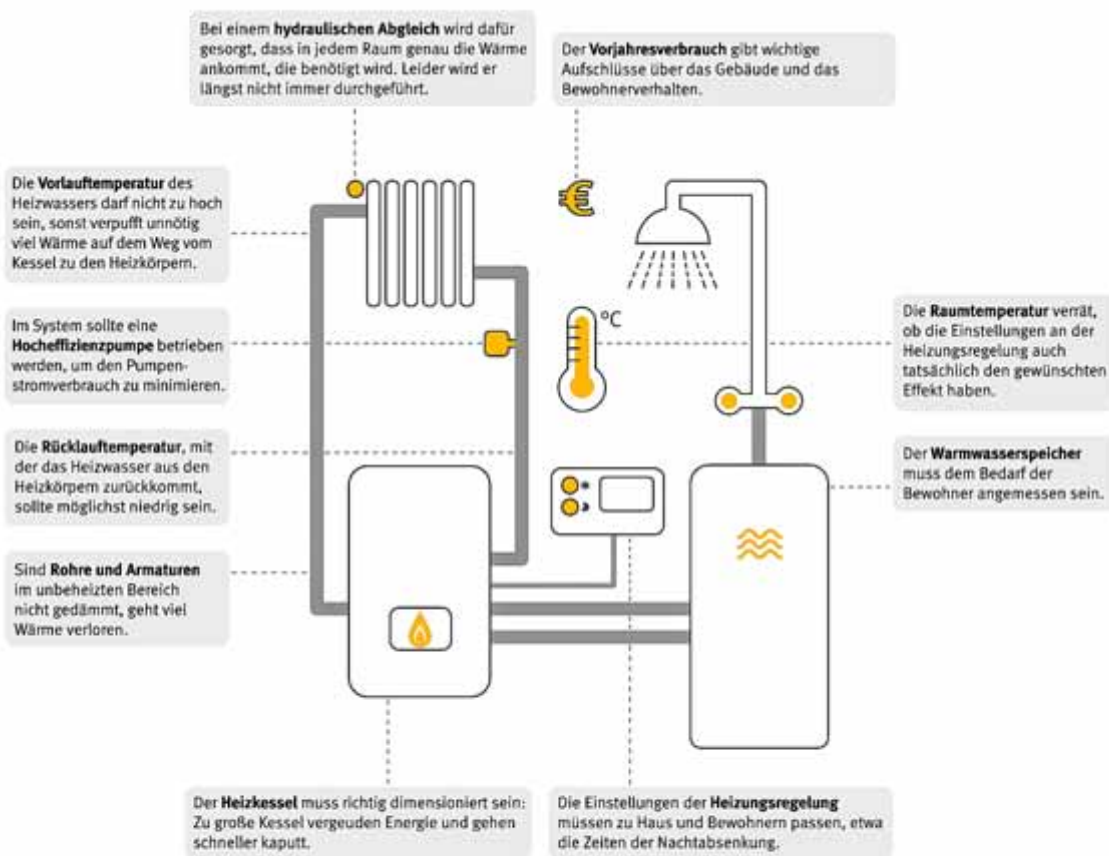 Bei einem hydraulischen Abgleich wird dafür
gesorgt, dass in jedem Raum genau die Wärme
ankommt, die benötigt wird. Leider wird er
längst nicht immer durchgeführt.
Der Vorjahresverbrauch gibt wichtige
Aufschlüsse über das Gebäude und das
Bewohnerverhalten.
Die Vorlauftemperatur des
Heizwassers darf nicht zu hoch
sein, sonst verpufft unnötig
viel Wärme auf dem Weg vom
Kessel zu den Heizkörpern.
€
°C
Im System sollte eine
Hocheffizienzpumpe betrieben
werden, um den Pumpen-
stromverbrauch zu minimieren.
Die Raumtemperatur verrät,
ob die Einstellungen an der
Heizungsregelung auch
tatsächlich den gewünschten
Effekt haben.
Die Rücklauftemperatur, mit
der das Heizwasser aus den
Heizkörpern zurückkommt,
sollte möglichst niedrig sein.
Der Warmwasserspeicher
muss dem Bedarf der
Bewohner angemessen sein.
Sind Rohre und Armaturen
im unbeheizten Bereich
nicht gedämmt, geht viel
Wärme verloren.
Der Heizkessel muss richtig dimensioniert sein:
Zu große Kessel vergeuden Energie und gehen
schneller kaputt.
Die Einstellungen der Heizungsregelung
müssen zu Haus und Bewohnern passen, etwa
die Zeiten der Nachtabsenkung.